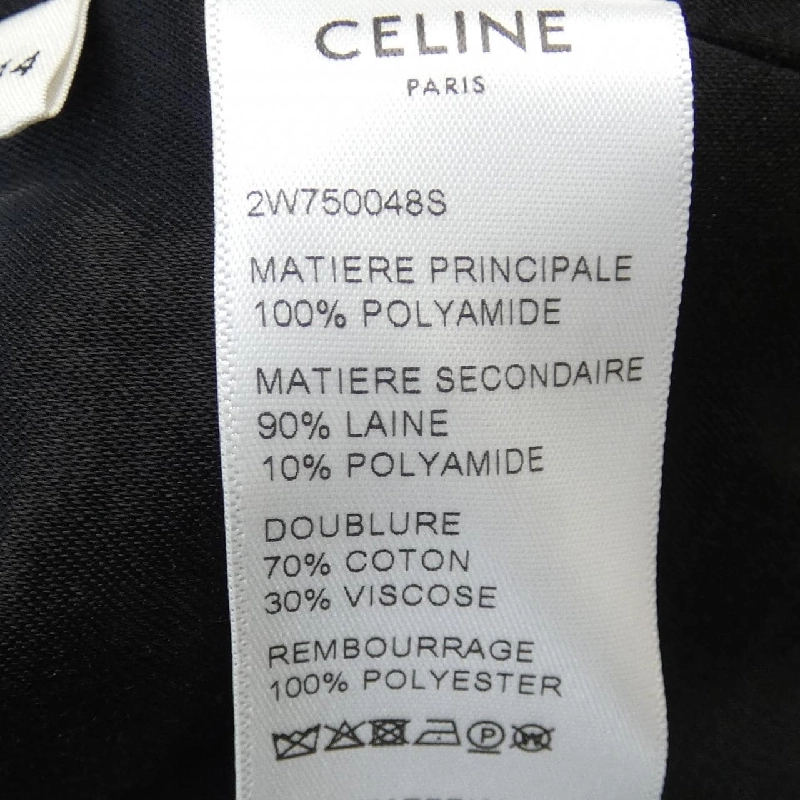 14
CELINE
PARIS
2W750048S
MATIERE PRINCIPALE
100% POLYAMIDE
MATIERE SECONDAIRE
90% LAINE
10% POLYAMIDE
DOUBLURE
70% COTON
30% VISCOSE
REMBOURRAGE
100% POLYESTER
P
W